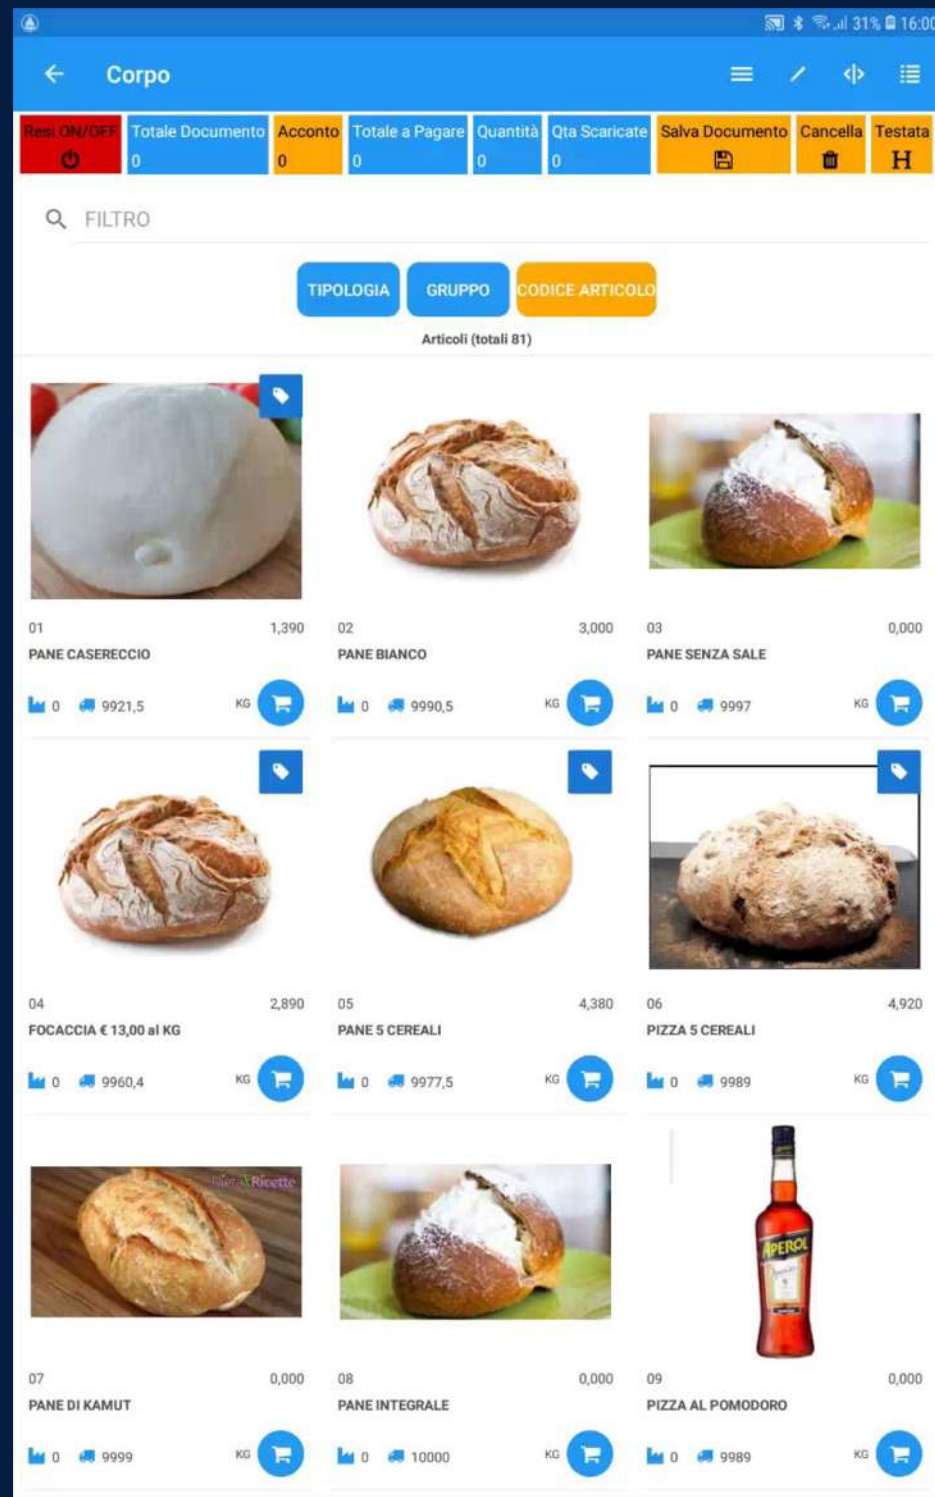 31% 16:00
Corpo
Resi ON/OFF Totale Documento Acconto Totale a Pagare Quantità Qta Scaricate Salva Documento Cancella Testata
0 0 0 0 0 H
FILTRO
TIPOLOGIA GRUPPO CODICE ARTICOLO
Articoli (totali 81)
01 1,390 02 3,000 03 0,000
PANE CASERECCIO PANE BIANCO PANE SENZA SALE
0 9921,5 KG 0 9990,5 KG 0 9997 KG
04 2,890 05 4,380 06 4,920
FOCACCIA € 13,00 al KG PANE 5 CEREALI PIZZA 5 CEREALI
0 9960,4 KG 0 9977,5 KG 0 9989 KG
Ricette
APEROL
07 0,000 08 0,000 09 0,000
PANE DI KAMUT PANE INTEGRALE PIZZA AL POMODORO
0 9999 KG 0 10000 KG 0 9989 KG